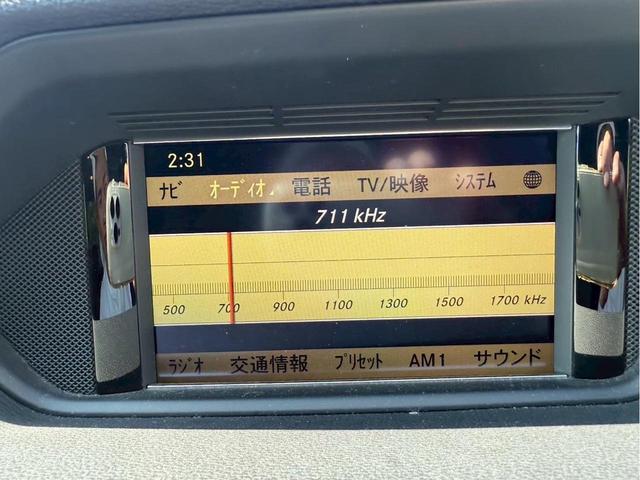 2:31
ナビ オーディオ 電話 TV/映像 システム
711 kHz
500 700 900 1100 1300 1500 1700 kHz
ラジオ 交通情報 プリセット AM1 サウンド